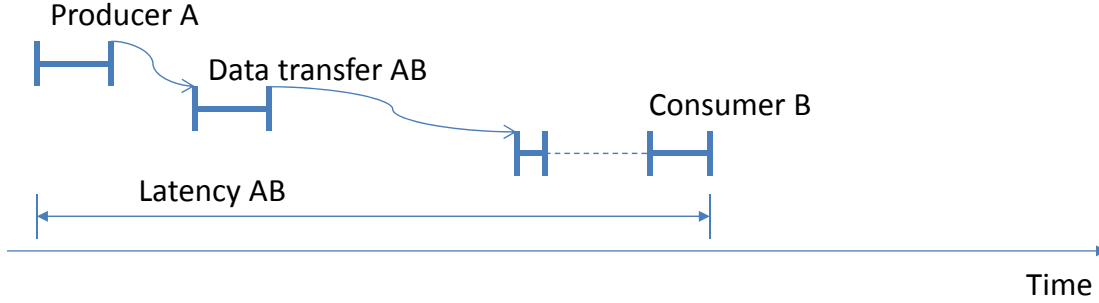 Producer A
Data transfer AB
Consumer B
Latency AB
Time